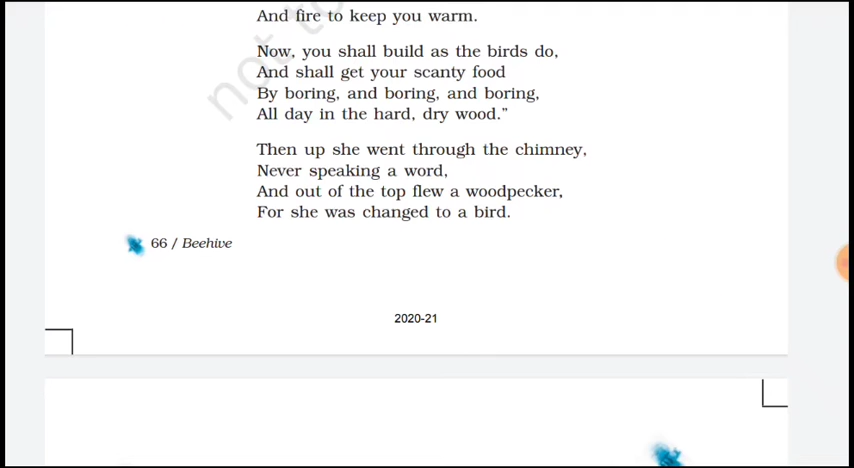 And fire to keep you warm.
Now, you shall build as the birds do,
And shall get your scanty food
By boring, and boring, and boring,
All day in the hard, dry wood."
Then up she went through the chimney,
Never speaking a word,
And out of the top flew a woodpecker,
For she was changed to a bird.
66 / Beehive
2020-21
not to